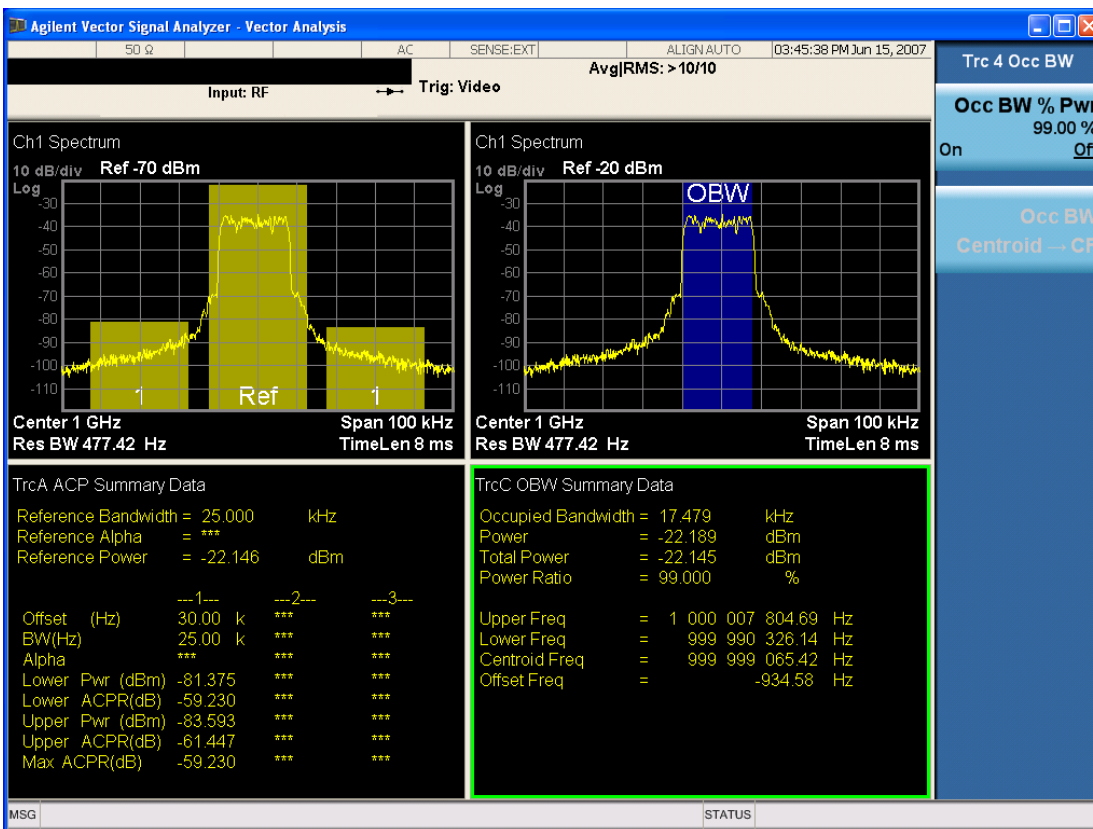 Agilent Vector Signal Analyzer - Vector Analysis
50 Ω AC SENSE:EXT ALIGN AUTO 03:45:38 PM Jun 15, 2007
Avg|RMS: >10/10
Input: RF Trig: Video
Trc 4 Occ BW
Occ BW % Pwr
99.00 %
On Off
Occ BW
Centroid → CF
Ch1 Spectrum
10 dB/div Ref -70 dBm
Log
-30
-40
-50
-60
-70
-80
-90
-100
-110
1 Ref 1
Center 1 GHz Span 100 kHz
Res BW 477.42 Hz TimeLen 8 ms
Ch1 Spectrum
10 dB/div Ref -20 dBm
Log
OBW
-30
-40
-50
-60
-70
-80
-90
-100
-110
Center 1 GHz Span 100 kHz
Res BW 477.42 Hz TimeLen 8 ms
TrcA ACP Summary Data
Reference Bandwidth = 25.000 kHz
Reference Alpha = ***
Reference Power = -22.146 dBm
---1--- ---2--- ---3---
Offset (Hz) 30.00 k *** ***
BW(Hz) 25.00 k *** ***
Alpha *** *** ***
Lower Pwr (dBm) -81.375 *** ***
Lower ACPR(dB) -59.230 *** ***
Upper Pwr (dBm) -83.593 *** ***
Upper ACPR(dB) -61.447 *** ***
Max ACPR(dB) -59.230 *** ***
TrcC OBW Summary Data
Occupied Bandwidth = 17.479 kHz
Power = -22.189 dBm
Total Power = -22.145 dBm
Power Ratio = 99.000 %
Upper Freq = 1 000 007 804.69 Hz
Lower Freq = 999 990 326.14 Hz
Centroid Freq = 999 999 065.42 Hz
Offset Freq = -934.58 Hz
MSG STATUS